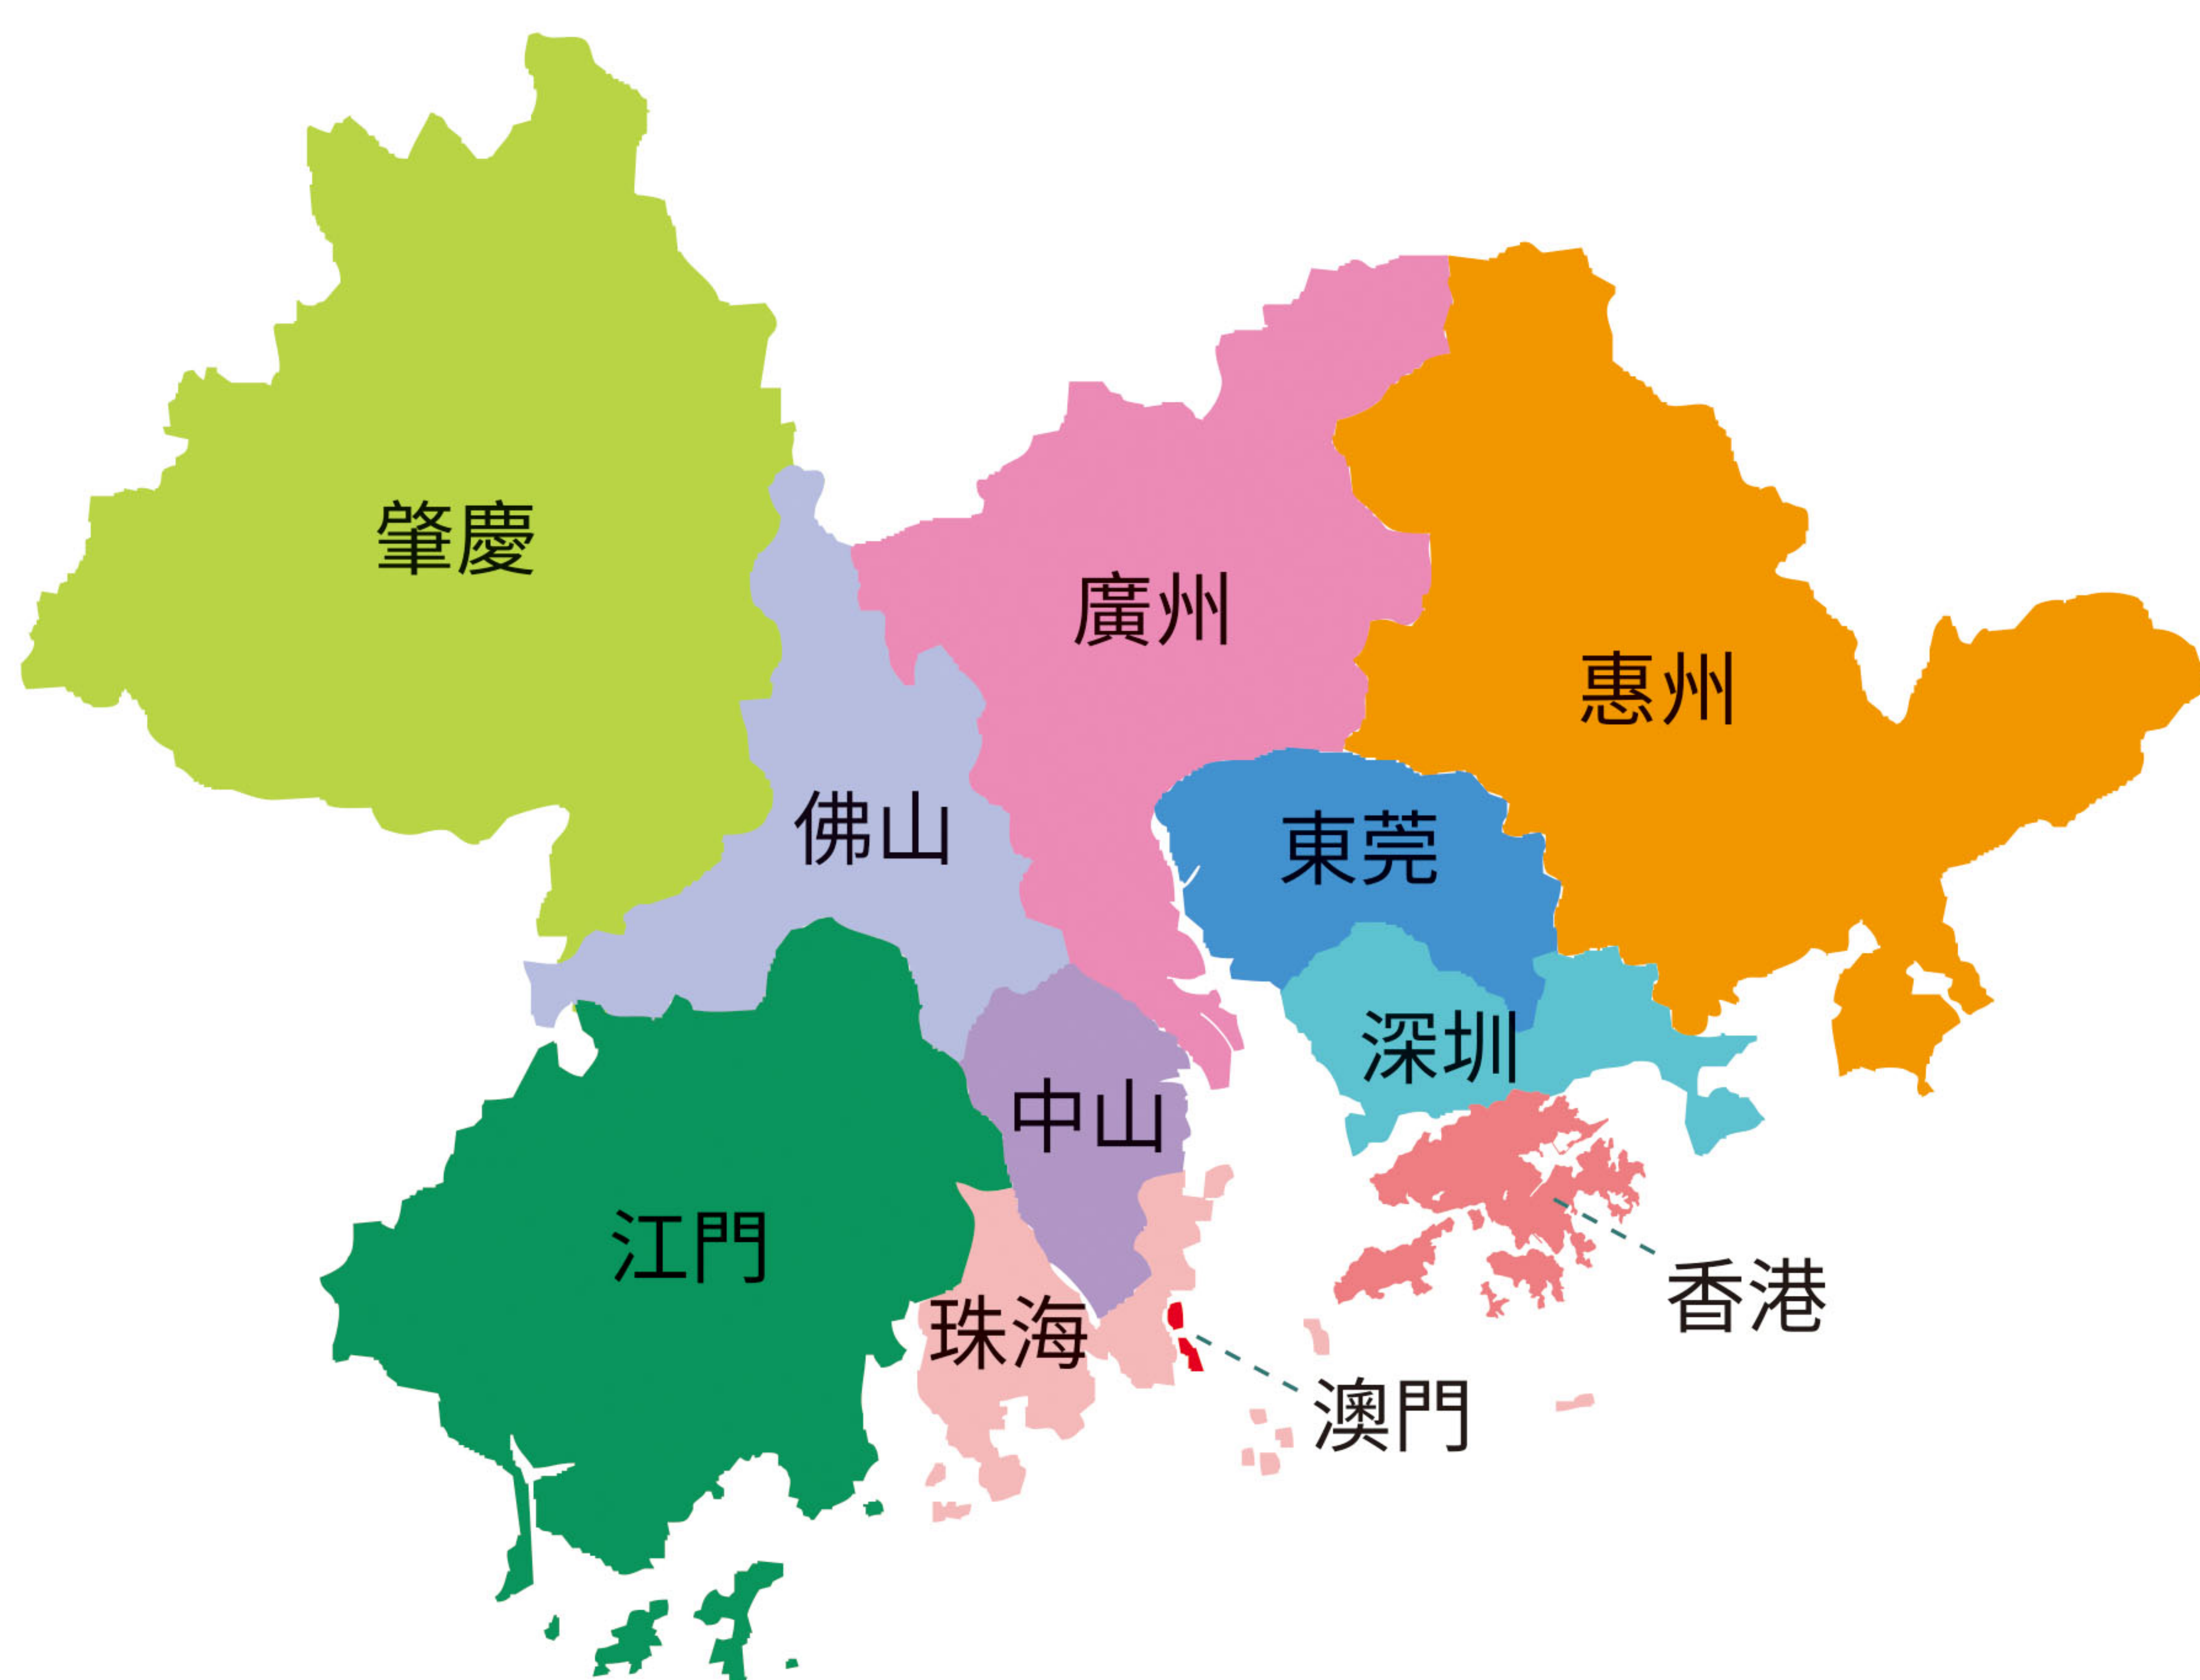 肇慶
廣州
惠州
佛山
東莞
深圳
中山
江門
香港
珠海
澳門